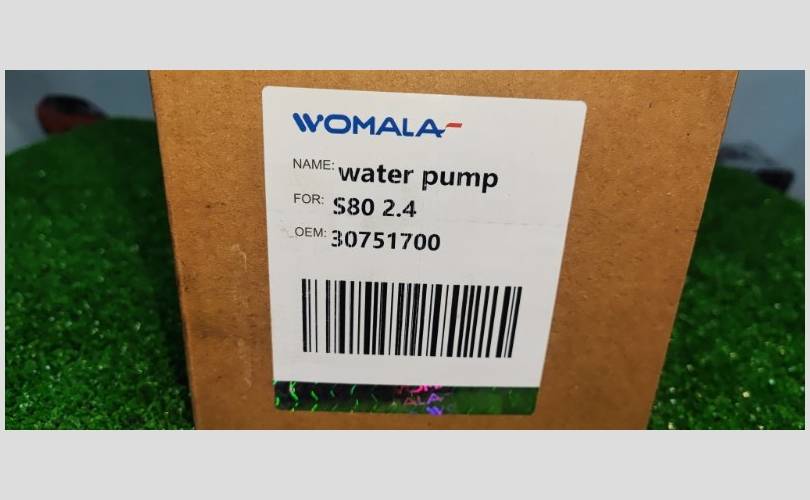 WOMALA
NAME: water pump
FOR: S80 2.4
OEM: 30751700